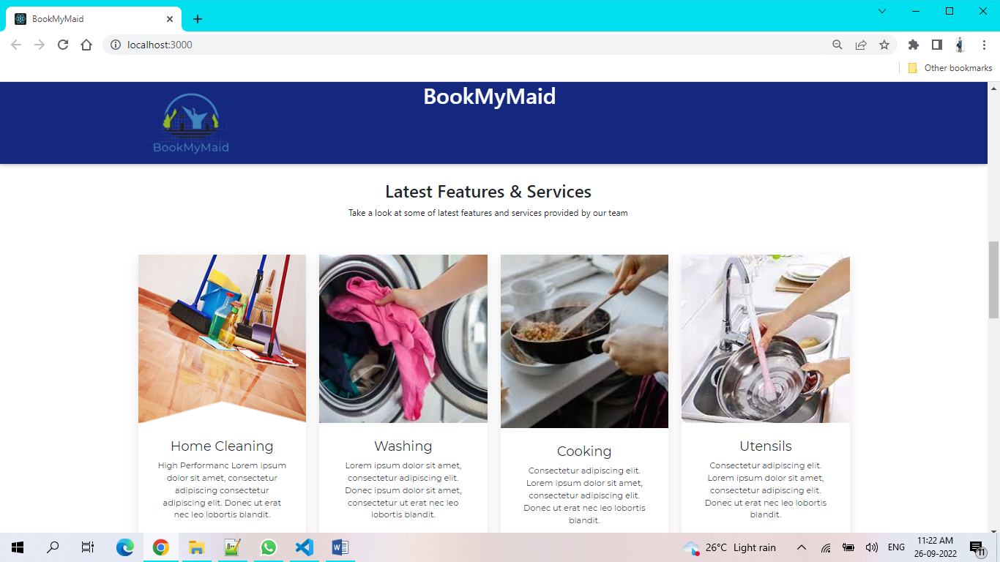 BookMyMaid
localhost:3000
Other bookmarks
BookMyMaid
BookMyMaid
Latest Features & Services
Take a look at some of latest features and services provided by our team
Home Cleaning
High Performanc Lorem ipsum
dolor sit amet, consectetur
adipiscing consectetur
adipiscing elit. Donec ut erat
nec leo lobortis blandit.
Washing
Lorem ipsum dolor sit amet,
consectetur adipiscing elit.
Donec ipsum dolor sit amet,
consectetur ut erat nec leo
lobortis blandit.
Cooking
Consectetur adipiscing elit.
Lorem ipsum dolor sit amet,
consectetur adipiscing elit.
Donec ut erat nec leo lobortis
blandit.
Utensils
Consectetur adipiscing elit.
Lorem ipsum dolor sit amet,
consectetur adipiscing elit.
Donec ut erat nec leo lobortis
blandit.
26°C Light rain
ENG
11:22 AM
26-09-2022
11